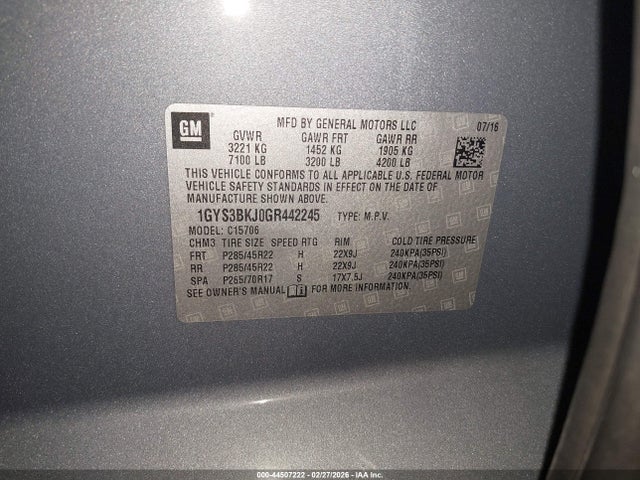 GM
MFD BY GENERAL MOTORS LLC 07/16
GVWR GAWR FRT GAWR RR
3221 KG 1452 KG 1905 KG
7100 LB 3200 LB 4200 LB
THIS VEHICLE CONFORMS TO ALL APPLICABLE U.S. FEDERAL MOTOR
VEHICLE SAFETY STANDARDS IN EFFECT ON THE DATE OF
MANUFACTURE SHOWN ABOVE.
1GYS3BKJ0GR442245 TYPE: M.P.V.
MODEL: C15706
CHM3 TIRE SIZE SPEED RTG RIM COLD TIRE PRESSURE
FRT P285/45R22 H 22X9J 240KPA(35PSI)
RR P285/45R22 H 22X9J 240KPA(35PSI)
SPA P265/70R17 S 17X7.5J 240KPA(35PSI)
SEE OWNER'S MANUAL FOR MORE INFORMATION.
000-44507222 - 02/27/2026 - IAA, Inc.